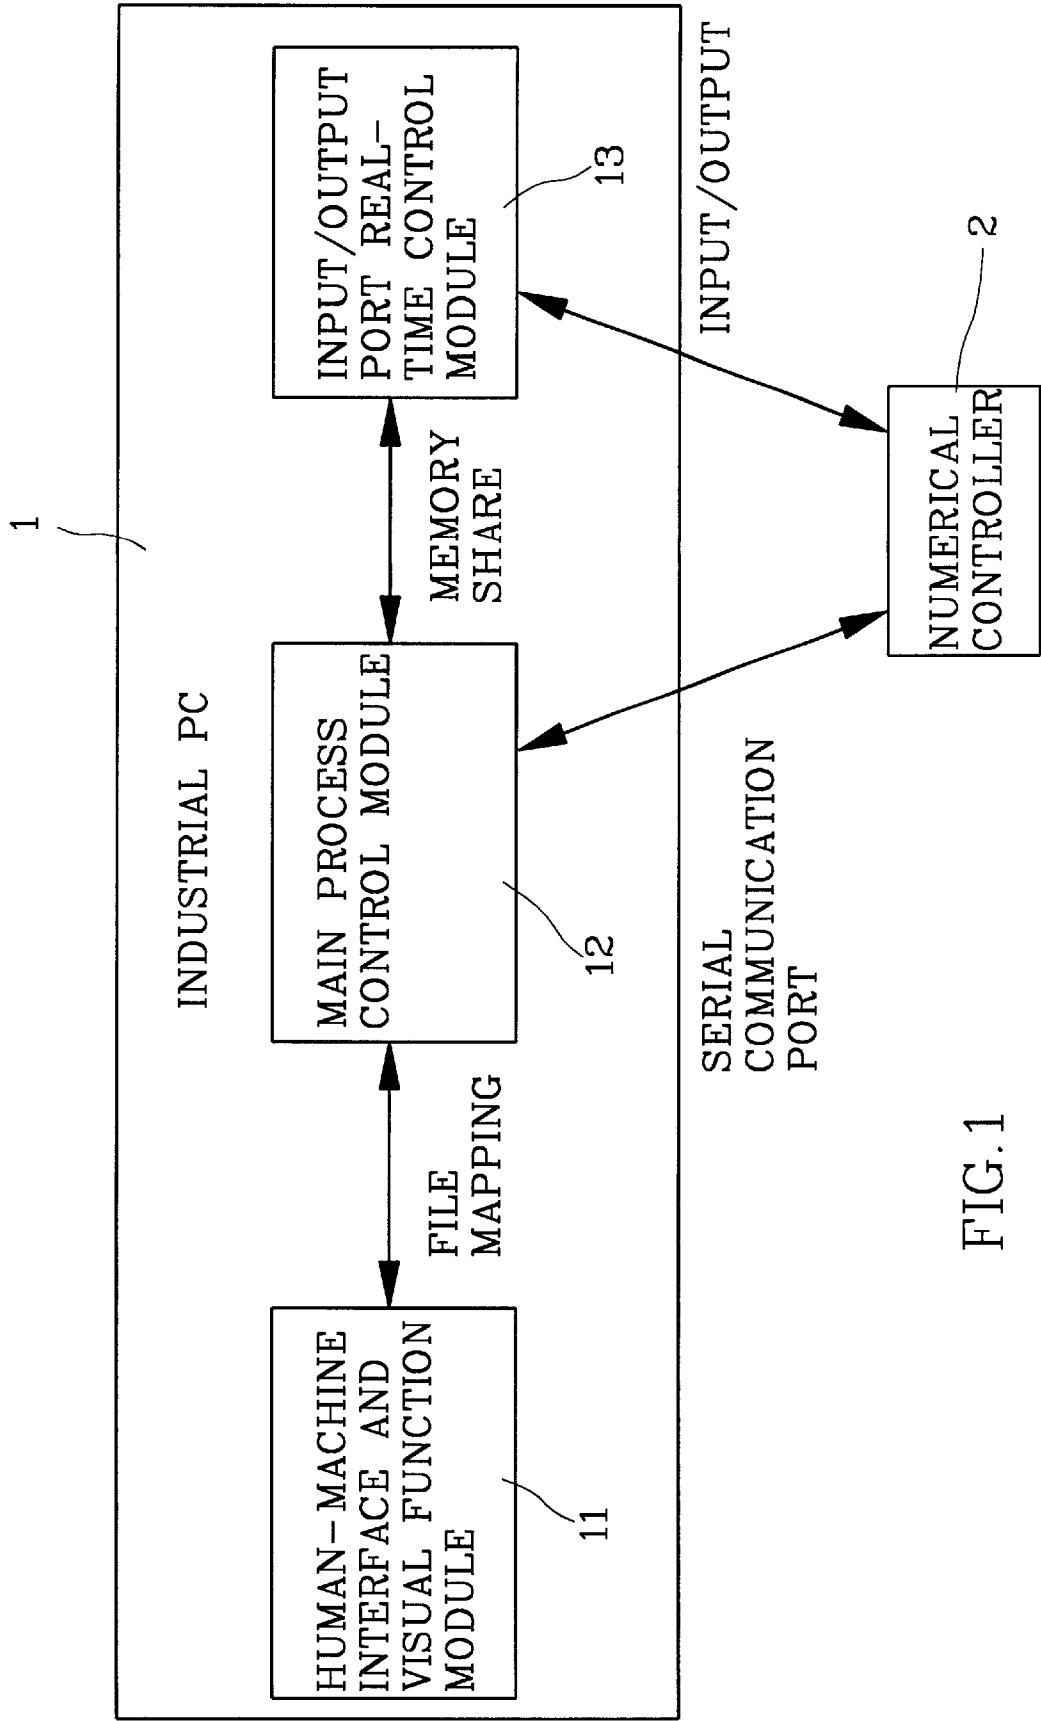 1
INDUSTRIAL PC
HUMAN-MACHINE
INTERFACE AND
VISUAL FUNCTION
MODULE
11
FILE
MAPPING
MAIN PROCESS
CONTROL MODULE
12
MEMORY
SHARE
INPUT/OUTPUT
PORT REAL-
TIME CONTROL
MODULE
13
SERIAL
COMMUNICATION
PORT
INPUT/OUTPUT
NUMERICAL
CONTROLLER
2
FIG.1